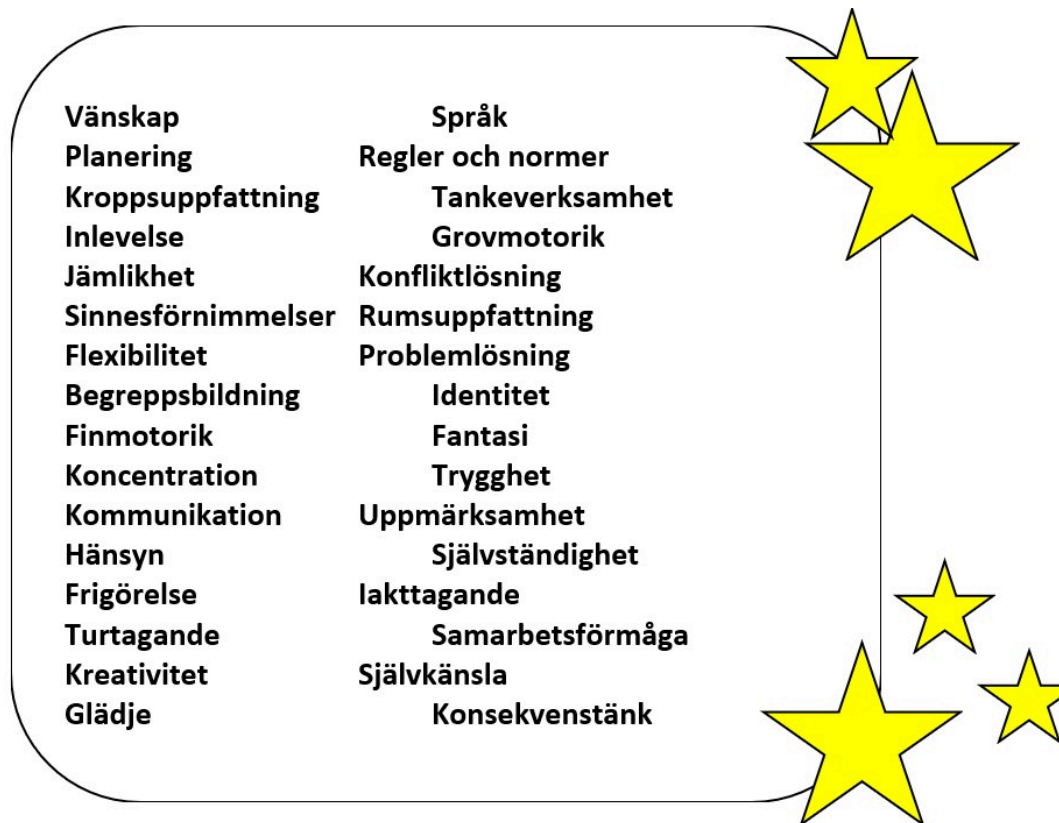 Vänskap Språk
Planering Regler och normer
Kroppsuppfattning Tankeverksamhet
Inlevelse Grovmotorik
Jämlikhet Konfliktlösning
Sinnesförnimmelser Rumsuppfattning
Flexibilitet Problemlösning
Begreppsbildning Identitet
Finmotorik Fantasi
Koncentration Trygghet
Kommunikation Uppmärksamhet
Hänsyn Självständighet
Frigörelse Iakttagande
Turtagande Samarbetsförmåga
Kreativitet Självkänsla
Glädje Konsekvenstänk